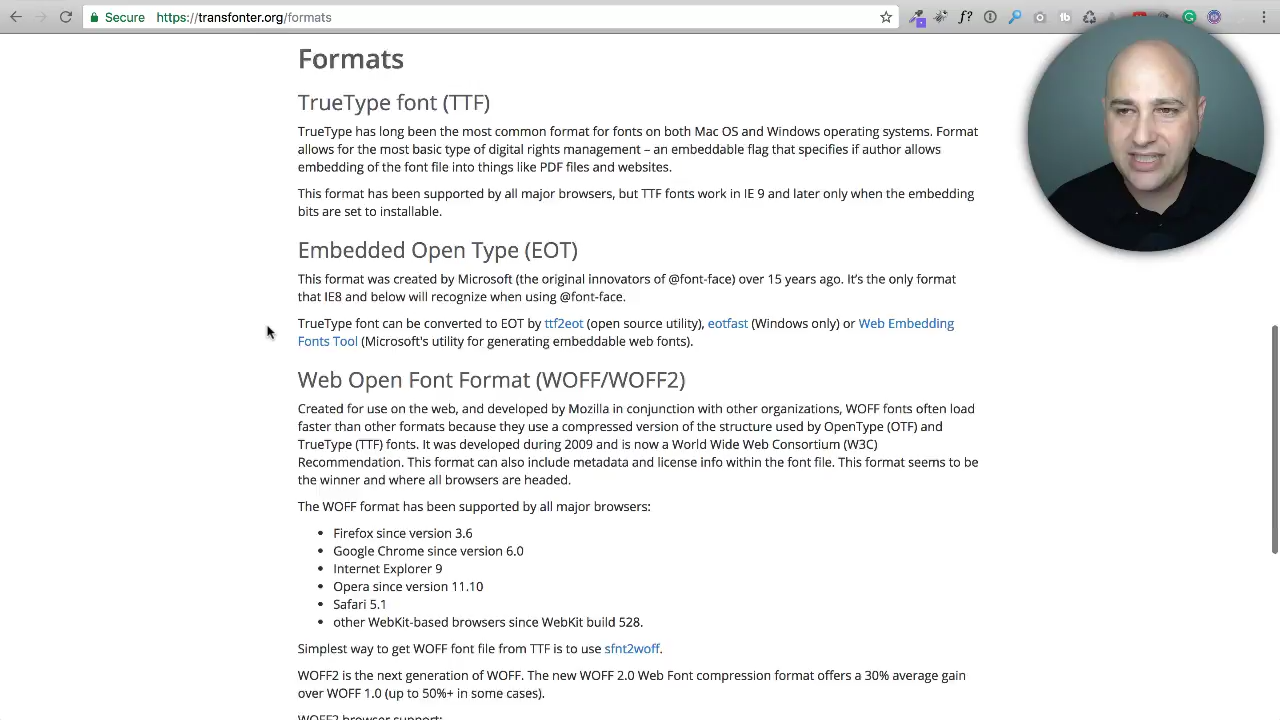 Secure https://transfonter.org/formats
Formats
TrueType font (TTF)
TrueType has long been the most common format for fonts on both Mac OS and Windows operating systems. Format
allows for the most basic type of digital rights management – an embeddable flag that specifies if author allows
embedding of the font file into things like PDF files and websites.
This format has been supported by all major browsers, but TTF fonts work in IE 9 and later only when the embedding
bits are set to installable.
Embedded Open Type (EOT)
This format was created by Microsoft (the original innovators of @font-face) over 15 years ago. It's the only format
that IE8 and below will recognize when using @font-face.
TrueType font can be converted to EOT by ttf2eot (open source utility), eotfast (Windows only) or Web Embedding
Fonts Tool (Microsoft's utility for generating embeddable web fonts).
Web Open Font Format (WOFF/WOFF2)
Created for use on the web, and developed by Mozilla in conjunction with other organizations, WOFF fonts often load
faster than other formats because they use a compressed version of the structure used by OpenType (OTF) and
TrueType (TTF) fonts. It was developed during 2009 and is now a World Wide Web Consortium (W3C)
Recommendation. This format can also include metadata and license info within the font file. This format seems to be
the winner and where all browsers are headed.
The WOFF format has been supported by all major browsers:
• Firefox since version 3.6
• Google Chrome since version 6.0
• Internet Explorer 9
• Opera since version 11.10
• Safari 5.1
• other WebKit-based browsers since WebKit build 528.
Simplest way to get WOFF font file from TTF is to use sfnt2woff.
WOFF2 is the next generation of WOFF. The new WOFF 2.0 Web Font compression format offers a 30% average gain
over WOFF 1.0 (up to 50%+ in some cases).
WOFF2 browser support: